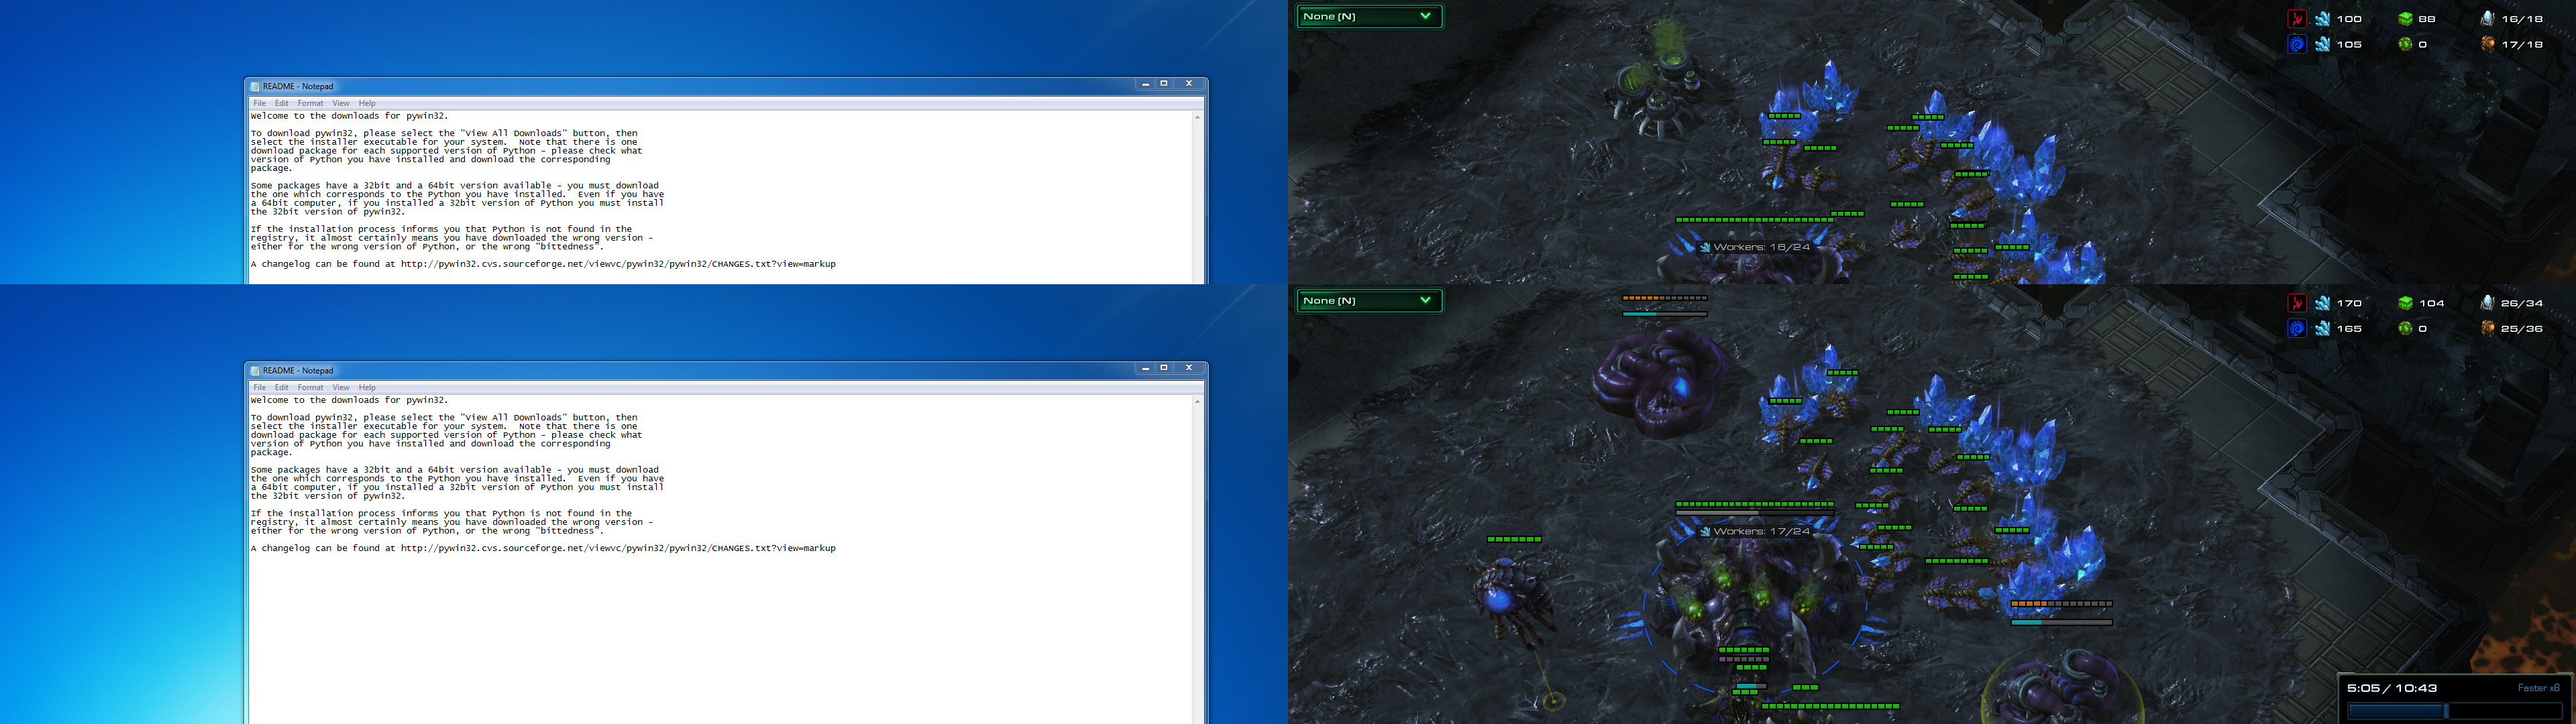 README - Notepad
File Edit Format View Help
Welcome to the downloads for pywin32.
To download pywin32, please select the "View All Downloads" button, then
select the installer executable for your system.  Note that there is one
download package for each supported version of Python - please check what
version of Python you have installed and download the corresponding
package.
Some packages have a 32bit and a 64bit version available - you must download
the one which corresponds to the Python you have installed.  Even if you have
a 64bit computer, if you installed a 32bit version of Python you must install
the 32bit version of pywin32.
If the installation process informs you that Python is not found in the
registry, it almost certainly means you have downloaded the wrong version -
either for the wrong version of Python, or the wrong "bittedness".
A changelog can be found at http://pywin32.cvs.sourceforge.net/viewvc/pywin32/pywin32/CHANGES.txt?view=markup
None (N)
100 88 16/18
105 0 17/18
Workers: 16/24
README - Notepad
File Edit Format View Help
Welcome to the downloads for pywin32.
To download pywin32, please select the "View All Downloads" button, then
select the installer executable for your system.  Note that there is one
download package for each supported version of Python - please check what
version of Python you have installed and download the corresponding
package.
Some packages have a 32bit and a 64bit version available - you must download
the one which corresponds to the Python you have installed.  Even if you have
a 64bit computer, if you installed a 32bit version of Python you must install
the 32bit version of pywin32.
If the installation process informs you that Python is not found in the
registry, it almost certainly means you have downloaded the wrong version -
either for the wrong version of Python, or the wrong "bittedness".
A changelog can be found at http://pywin32.cvs.sourceforge.net/viewvc/pywin32/pywin32/CHANGES.txt?view=markup
None (N)
170 104 26/34
165 0 25/36
Workers: 17/24
5:05 / 10:43 Faster x8